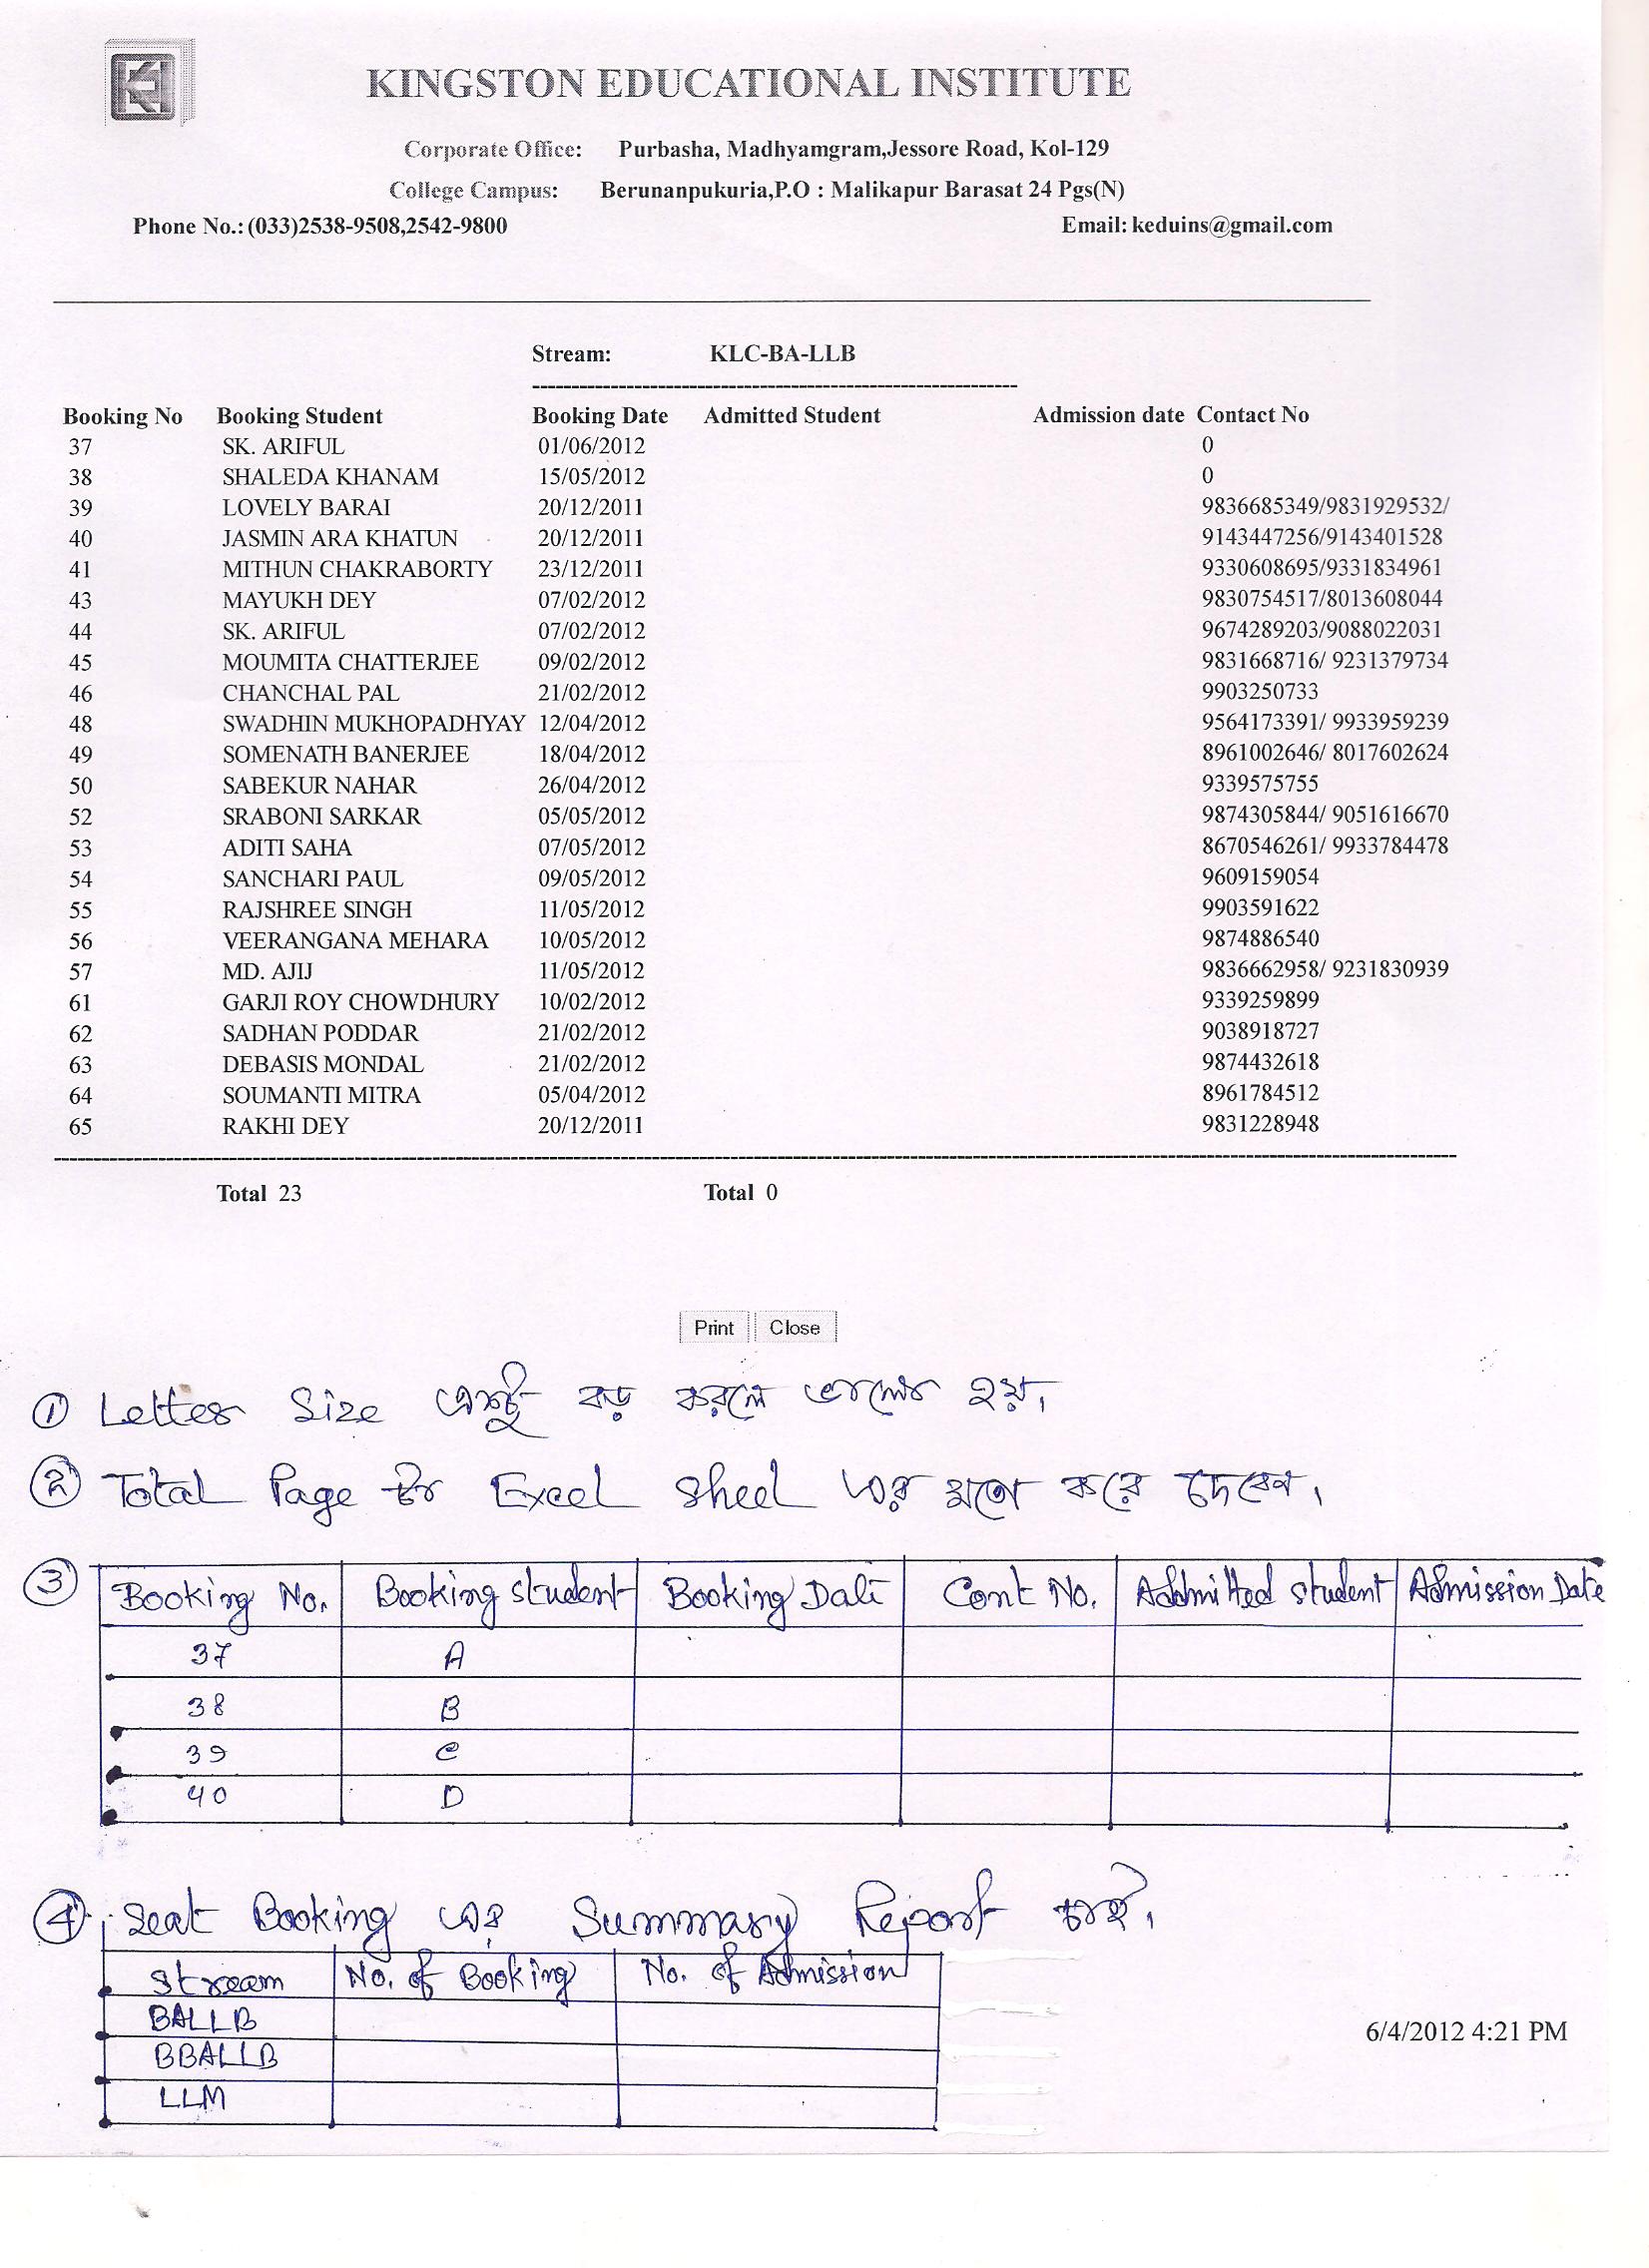 KINGSTON EDUCATIONAL INSTITUTE
Corporate Office: Purbasha, Madhyamgram,Jessore Road, Kol-129
College Campus: Berunanpukuria,P.O : Malikapur Barasat 24 Pgs(N)
Phone No.: (033)2538-9508,2542-9800 Email: keduins@gmail.com
Stream: KLC-BA-LLB
Booking No Booking Student Booking Date Admitted Student Admission date Contact No
37 SK. ARIFUL 01/06/2012 0
38 SHALEDA KHANAM 15/05/2012 0
39 LOVELY BARAI 20/12/2011 9836685349/9831929532/
40 JASMIN ARA KHATUN 20/12/2011 9143447256/9143401528
41 MITHUN CHAKRABORTY 23/12/2011 9330608695/9331834961
43 MAYUKH DEY 07/02/2012 9830754517/8013608044
44 SK. ARIFUL 07/02/2012 9674289203/9088022031
45 MOUMITA CHATTERJEE 09/02/2012 9831668716/ 9231379734
46 CHANCHAL PAL 21/02/2012 9903250733
48 SWADHIN MUKHOPADHYAY 12/04/2012 9564173391/ 9933959239
49 SOMENATH BANERJEE 18/04/2012 8961002646/ 8017602624
50 SABEKUR NAHAR 26/04/2012 9339575755
52 SRABONI SARKAR 05/05/2012 9874305844/ 9051616670
53 ADITI SAHA 07/05/2012 8670546261/ 9933784478
54 SANCHARI PAUL 09/05/2012 9609159054
55 RAJSHREE SINGH 11/05/2012 9903591622
56 VEERANGANA MEHARA 10/05/2012 9874886540
57 MD. AJIJ 11/05/2012 9836662958/ 9231830939
61 GARJI ROY CHOWDHURY 10/02/2012 9339259899
62 SADHAN PODDAR 21/02/2012 9038918727
63 DEBASIS MONDAL 21/02/2012 9874432618
64 SOUMANTI MITRA 05/04/2012 8961784512
65 RAKHI DEY 20/12/2011 9831228948
Total 23 Total 0
Print Close
① Letter Size একটু বড় করলে ভালো হয়।
② Total Page টা Excel Sheel এর মতো করে দেবেন।
③ Booking No. Booking Student Booking Date Cont No. Addmitted Student Admission Date
37 A
38 B
39 C
40 D
④ Seat Booking এর Summary Report চাই।
Stream No. of Booking No. of Admission
BALLB
BBALLB
LLM
6/4/2012 4:21 PM